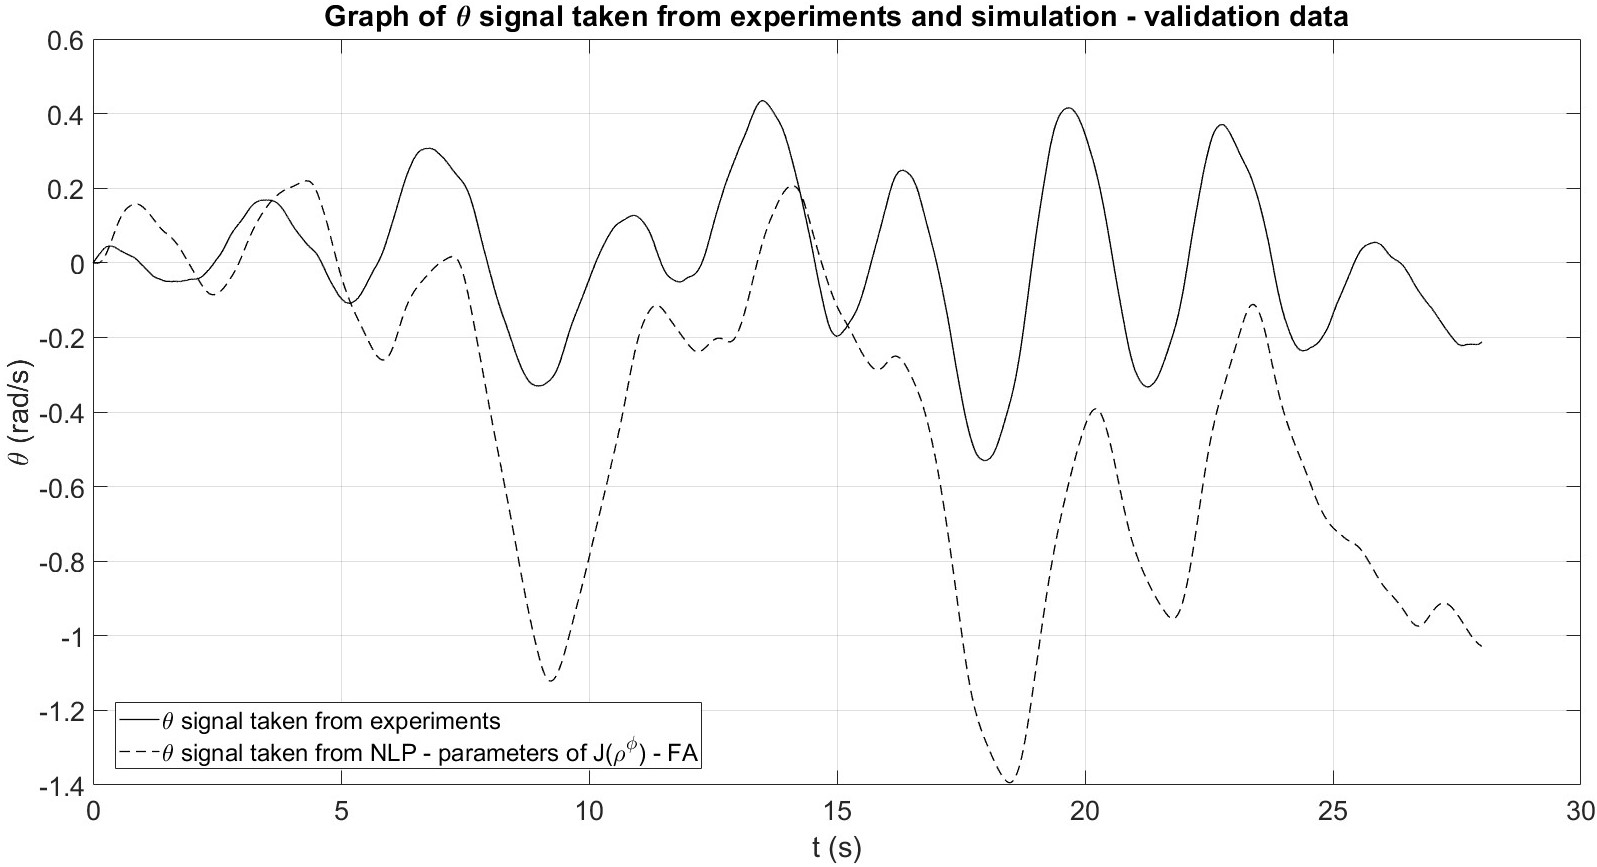 Graph of θ signal taken from experiments and simulation - validation data
0.6
0.4
0.2
0
-0.2
-0.4
-0.6
-0.8
-1
-1.2
-1.4
θ (rad/s)
θ signal taken from experiments
θ signal taken from NLP - parameters of J(ρ^ϕ) - FA
0 5 10 15 20 25 30
t (s)